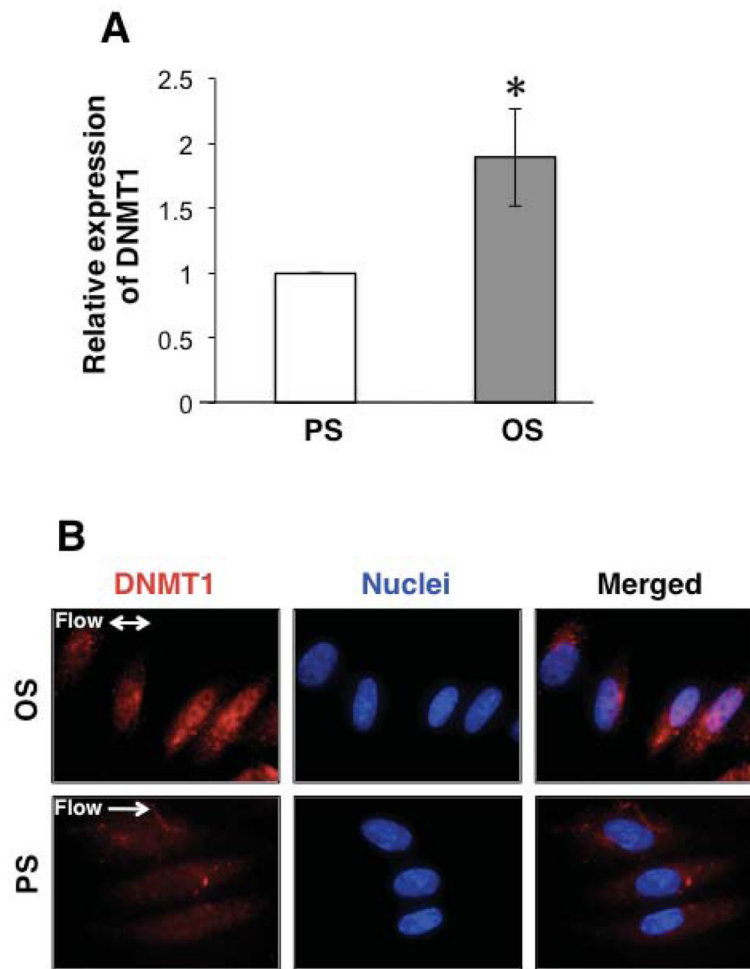 A
2.5
2
1.5
1
0.5
0
Relative expression
of DNMT1
*
PS
OS
B
DNMT1
Nuclei
Merged
OS
Flow
PS
Flow